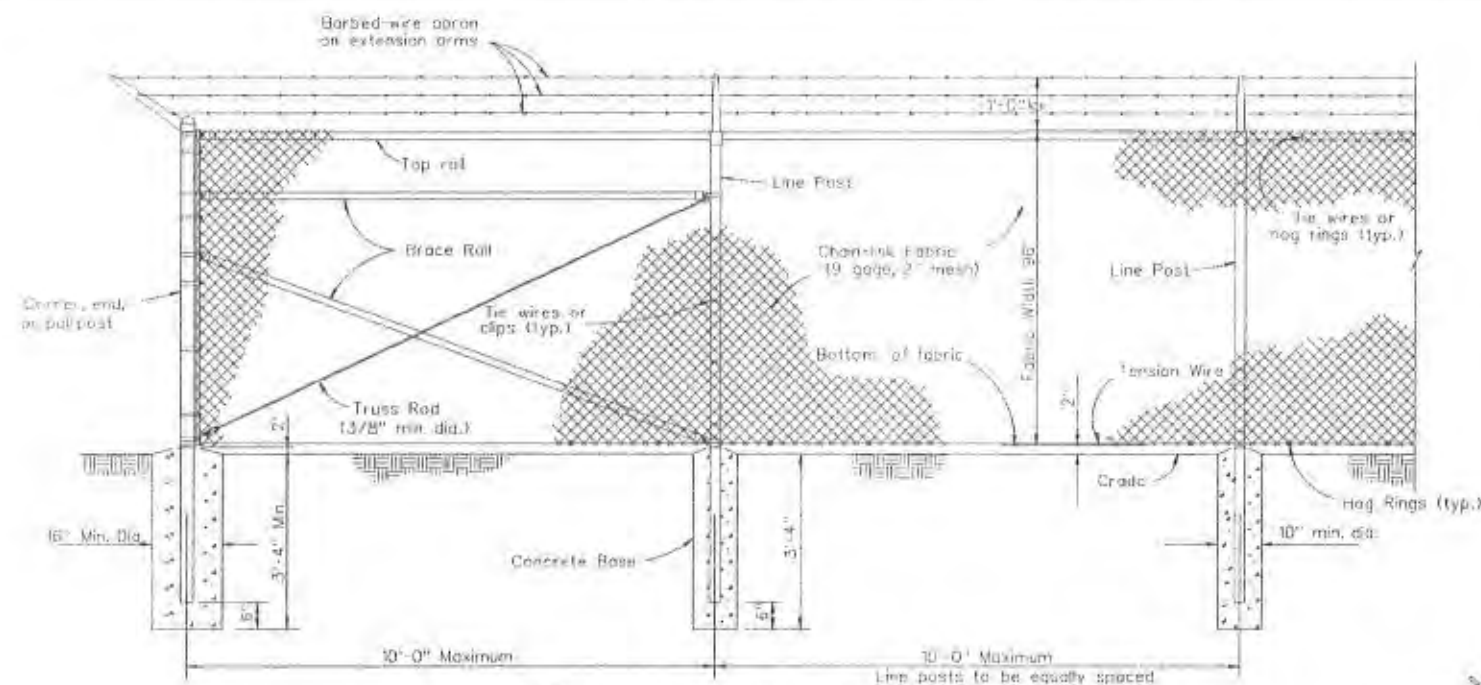 Barbed-wire apron
on extension arms
Top rail
Line Post
Tie wires or
hog rings (typ.)
Brace Rail
Chain-link Fabric
(9 gage, 2" mesh)
Fabric Width 96"
Line Post
Corner, end,
or pull post
Tie wires or
clips (typ.)
Bottom of fabric
Tension Wire
Truss Rod
(3/8" min dia.)
2"
2"
Grade
Hog Rings (typ.)
16" Min. Dia.
3'-4" Min.
Concrete Base
3'-4"
10" min. dia.
6"
6"
10'-0" Maximum
10'-0" Maximum
Line posts to be equally spaced